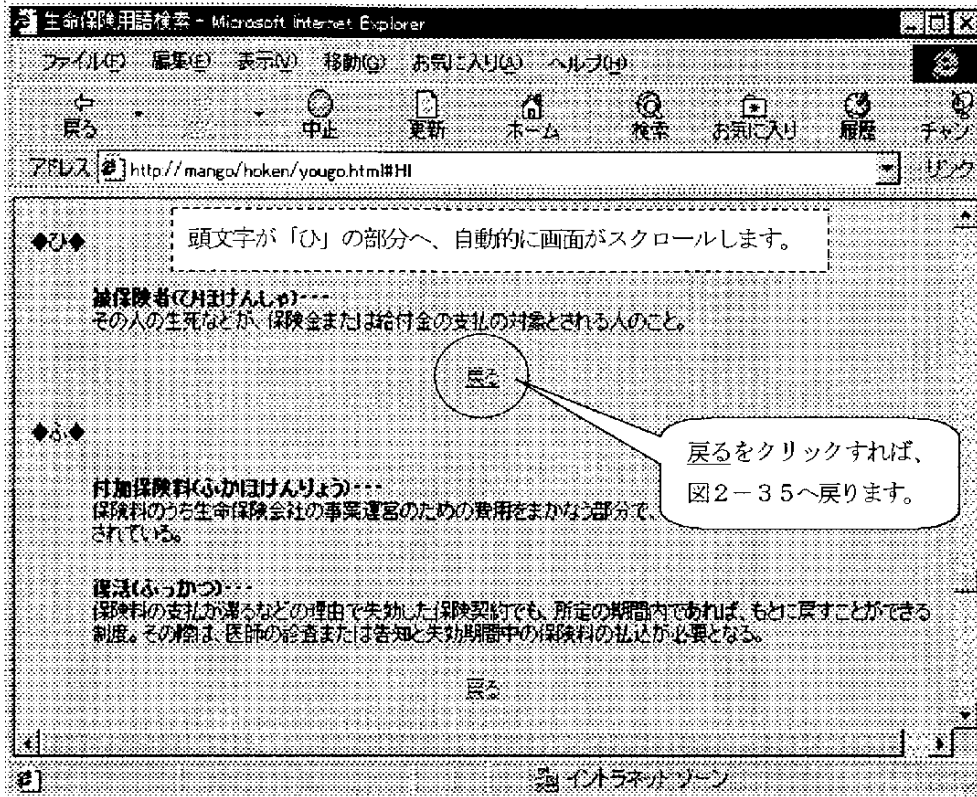 生命保険用語検索 - Microsoft Internet Explorer
ファイル(F) 編集(E) 表示(V) 移動(G) お気に入り(A) ヘルプ(H)
戻る 中止 更新 ホーム 検索 お気に入り 履歴 チャン
アドレス http://mango/hoken/yougo.html#HI リンク
◆ひ◆
頭文字が「ひ」の部分へ、自動的に画面がスクロールします。
被保険者(ひほけんしゃ)・・・
その人の生死などが、保険金または給付金の支払の対象とされる人のこと。
戻る
◆ふ◆
戻るをクリックすれば、
図2－35へ戻ります。
付加保険料(ふかほけんりょう)・・・
保険料のうち生命保険会社の事業運営のための費用をまかなう部分で、
されている。
復活(ふっかつ)・・・
保険料の支払が滞るなどの理由で失効した保険契約でも、所定の期間内であれば、もとに戻すことができる
制度。その際は、医師の診査または告知と失効期間中の保険料の払込が必要となる。
戻る
イントラネット ゾーン